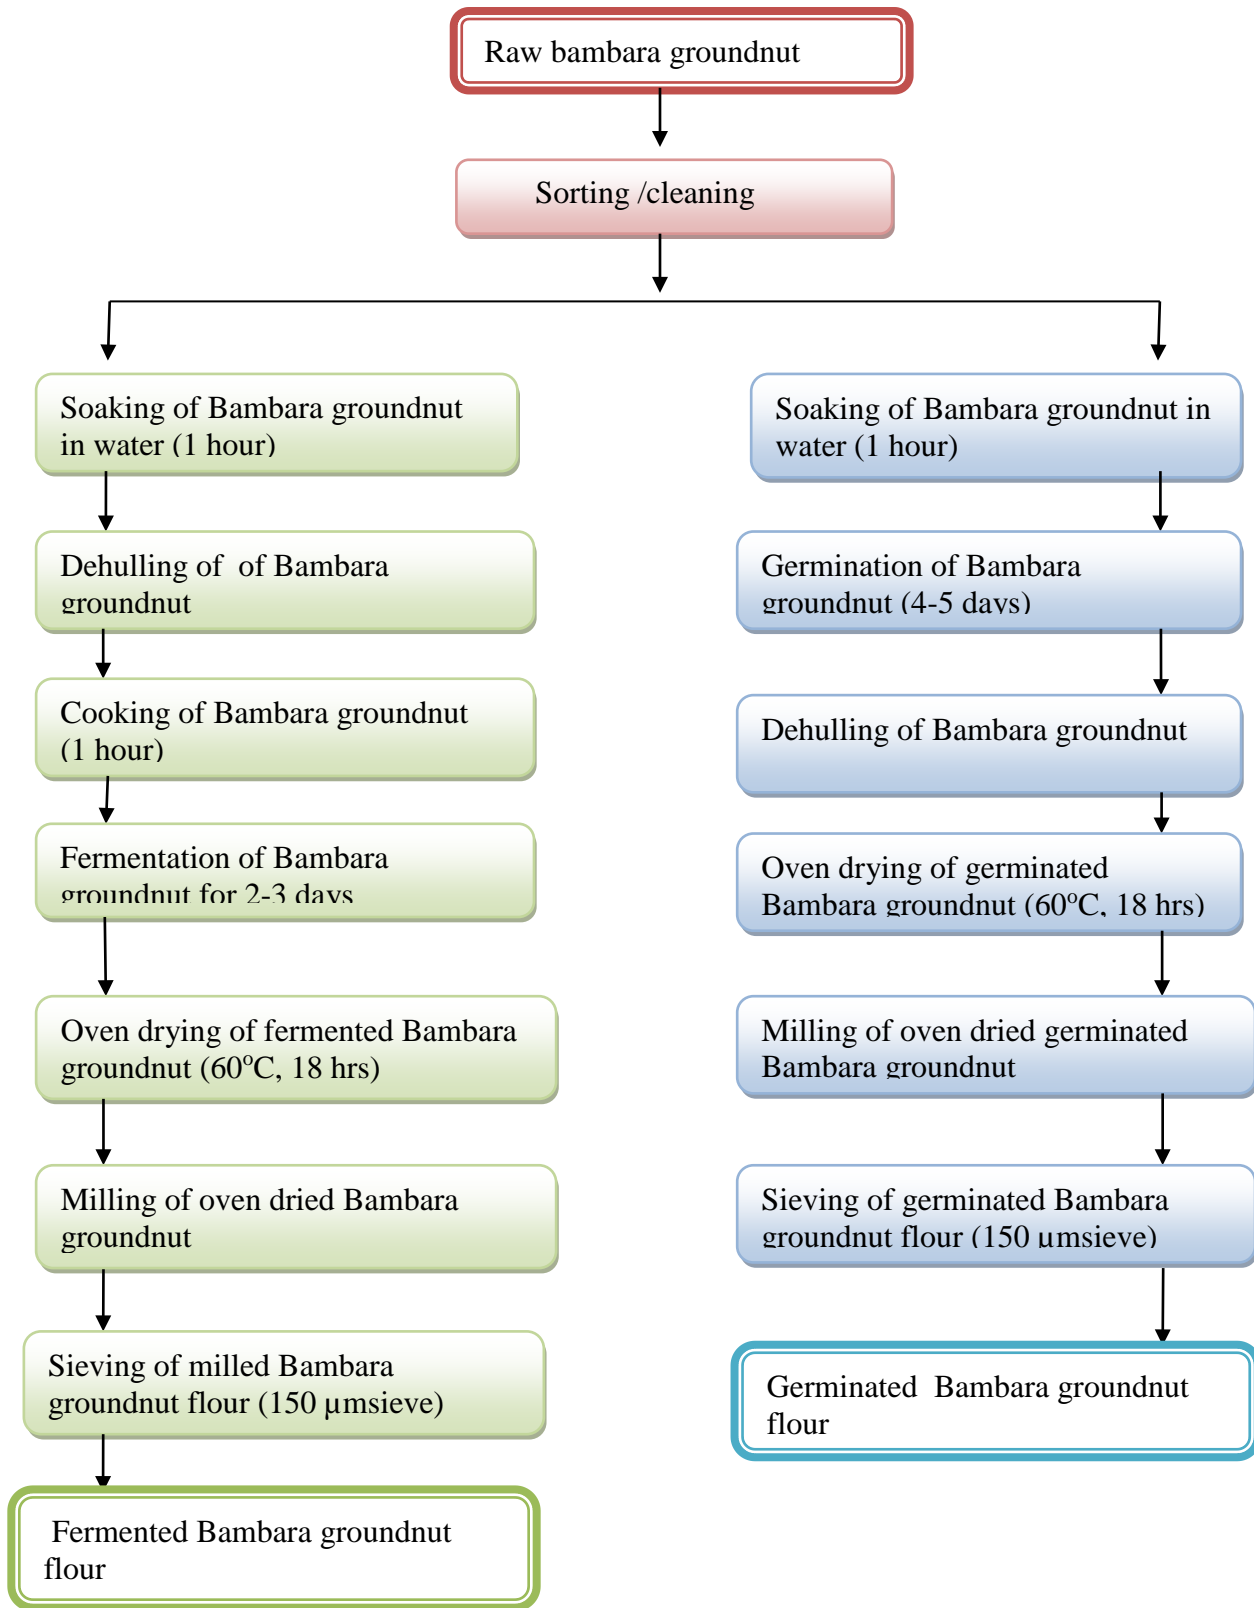 Raw bambara groundnut
Sorting /cleaning
Soaking of Bambara groundnut
in water (1 hour)
Dehulling of  of Bambara
groundnut
Cooking of Bambara groundnut
(1 hour)
Fermentation of Bambara
groundnut for 2-3 days
Oven drying of fermented Bambara
groundnut (60°C, 18 hrs)
Milling of oven dried Bambara
groundnut
Sieving of milled Bambara
groundnut flour (150 µmsieve)
Fermented Bambara groundnut
flour
Soaking of Bambara groundnut in
water (1 hour)
Germination of Bambara
groundnut (4-5 days)
Dehulling of Bambara groundnut
Oven drying of germinated
Bambara groundnut (60°C, 18 hrs)
Milling of oven dried germinated
Bambara groundnut
Sieving of germinated Bambara
groundnut flour (150 µmsieve)
Germinated  Bambara groundnut
flour